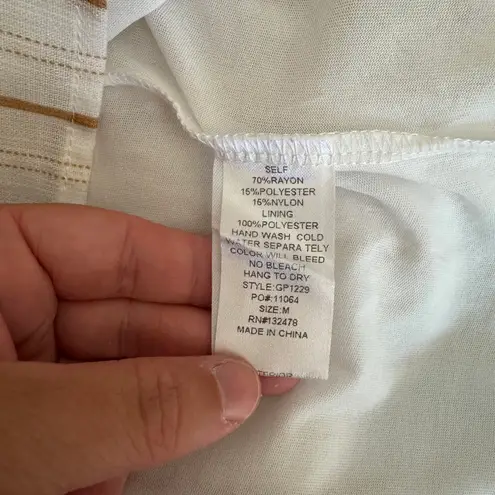 SELF
70%RAYON
15%POLYESTER
15%NYLON
LINING
100%POLYESTER
HAND WASH COLD
WATER SEPARA TELY
COLOR WILL BLEED
NO BLEACH
HANG TO DRY
STYLE:GP1229
PO#:11064
SIZE:M
RN#132478
MADE IN CHINA